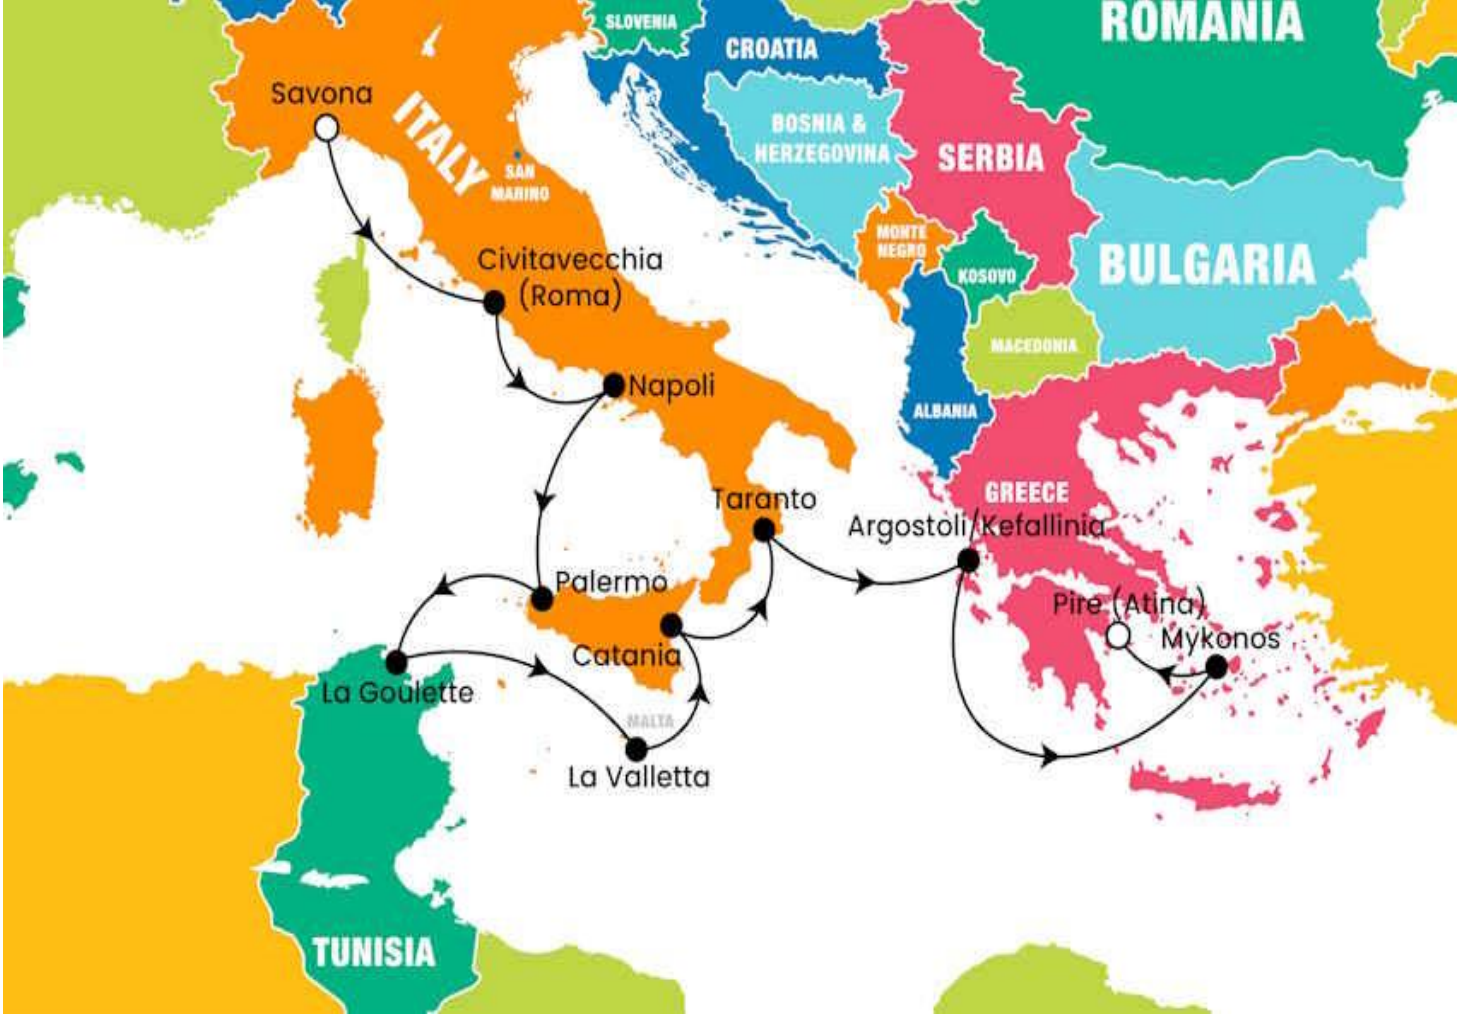 SLOVENIA
CROATIA
ROMANIA
Savona
ITALY
BOSNIA &
HERZEGOVINA
SERBIA
SAN
MARINO
MONTE
NEGRO
KOSOVO
BULGARIA
Civitavecchia
(Roma)
MACEDONIA
Napoli
ALBANIA
GREECE
Taranto
Argostoli/Kefallinia
Palermo
Pire (Atina)
Mykonos
Catania
La Goulette
MALTA
La Valletta
TUNISIA